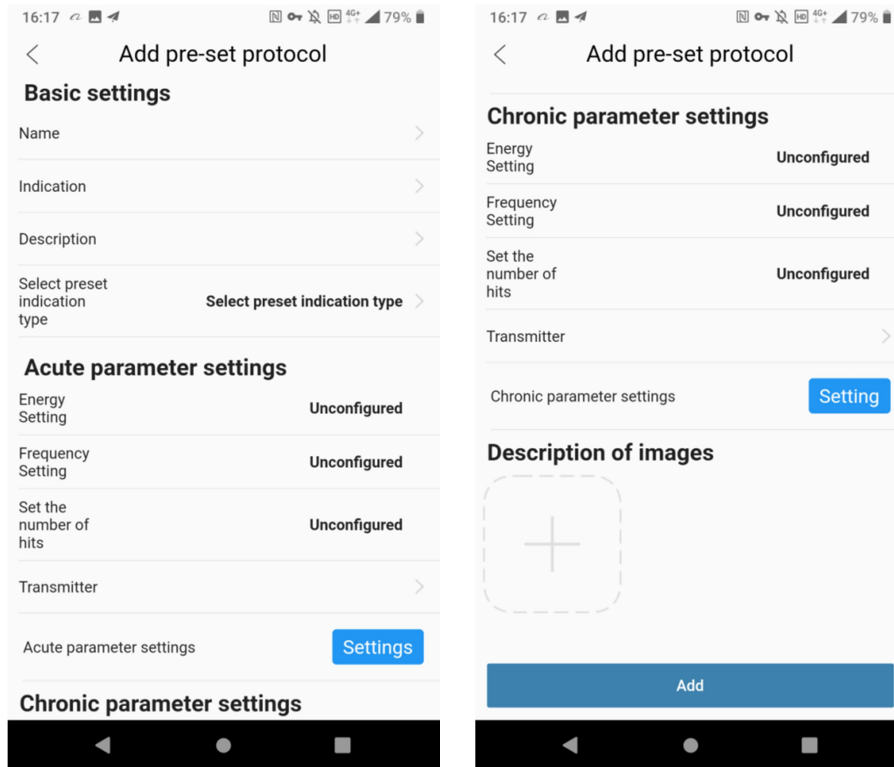 16:17 79%
Add pre-set protocol
Basic settings
Name
Indication
Description
Select preset
indication
type
Select preset indication type
Acute parameter settings
Energy
Setting
Unconfigured
Frequency
Setting
Unconfigured
Set the
number of
hits
Unconfigured
Transmitter
Acute parameter settings Settings
Chronic parameter settings
16:17 79%
Add pre-set protocol
Chronic parameter settings
Energy
Setting
Unconfigured
Frequency
Setting
Unconfigured
Set the
number of
hits
Unconfigured
Transmitter
Chronic parameter settings Setting
Description of images
Add